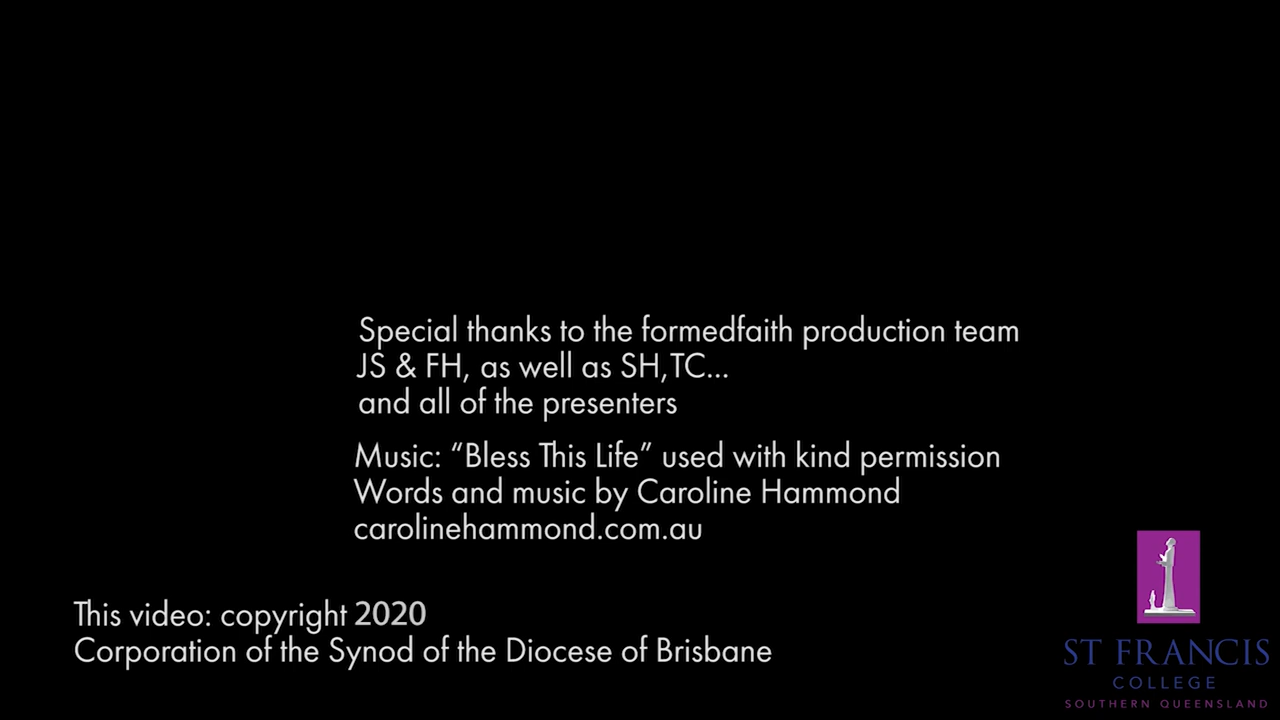 Special thanks to the formedfaith production team
JS & FH, as well as SH,TC...
and all of the presenters
Music: “Bless This Life” used with kind permission
Words and music by Caroline Hammond
carolinehammond.com.au
This video: copyright 2020
Corporation of the Synod of the Diocese of Brisbane
ST FRANCIS
COLLEGE
SOUTHERN QUEENSLAND